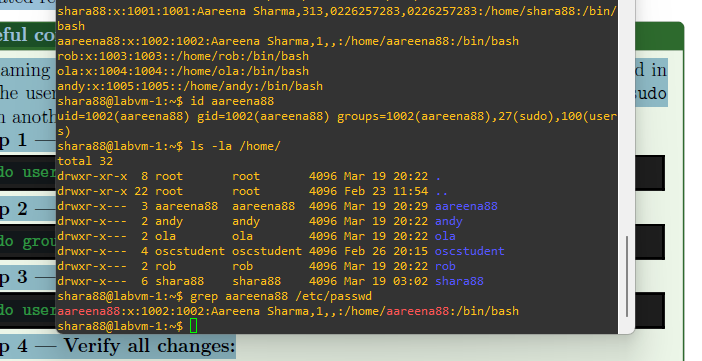 shara88:x:1001:1001:Aareena Sharma,313,0226257283,0226257283:/home/shara88:/bin/
bash
aareena88:x:1002:1002:Aareena Sharma,1,,:/home/aareena88:/bin/bash
rob:x:1003:1003::/home/rob:/bin/bash
ola:x:1004:1004::/home/ola:/bin/bash
andy:x:1005:1005::/home/andy:/bin/bash
shara88@labvm-1:~$ id aareena88
uid=1002(aareena88) gid=1002(aareena88) groups=1002(aareena88),27(sudo),100(user
s)
shara88@labvm-1:~$ ls -la /home/
total 32
drwxr-xr-x  8 root       root       4096 Mar 19 20:22 .
drwxr-xr-x 22 root       root       4096 Feb 23 11:54 ..
drwxr-x---  3 aareena88  aareena88  4096 Mar 19 20:29 aareena88
drwxr-x---  2 andy       andy       4096 Mar 19 20:22 andy
drwxr-x---  2 ola        ola        4096 Mar 19 20:22 ola
drwxr-x---  4 oscstudent oscstudent 4096 Feb 26 20:15 oscstudent
drwxr-x---  2 rob        rob        4096 Mar 19 20:22 rob
drwxr-x---  6 shara88    shara88    4096 Mar 19 03:02 shara88
shara88@labvm-1:~$ grep aareena88 /etc/passwd
aareena88:x:1002:1002:Aareena Sharma,1,,:/home/aareena88:/bin/bash
shara88@labvm-1:~$
eful co
aming d in
he user sudo
n anoth
p 1 —
do user
p 2 —
do grou
p 3 —
do user
p 4 — Verify all changes: